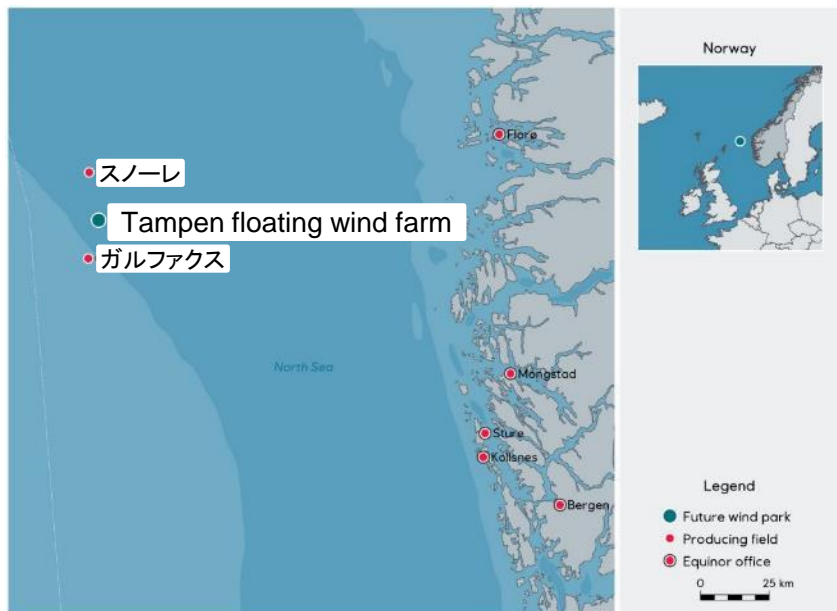 Norway
Florø
スノーレ
Tampen floating wind farm
ガルファクス
North Sea
Mongstad
Sture
Kollsnes
Bergen
Legend
Future wind park
Producing field
Equinor office
0 25 km